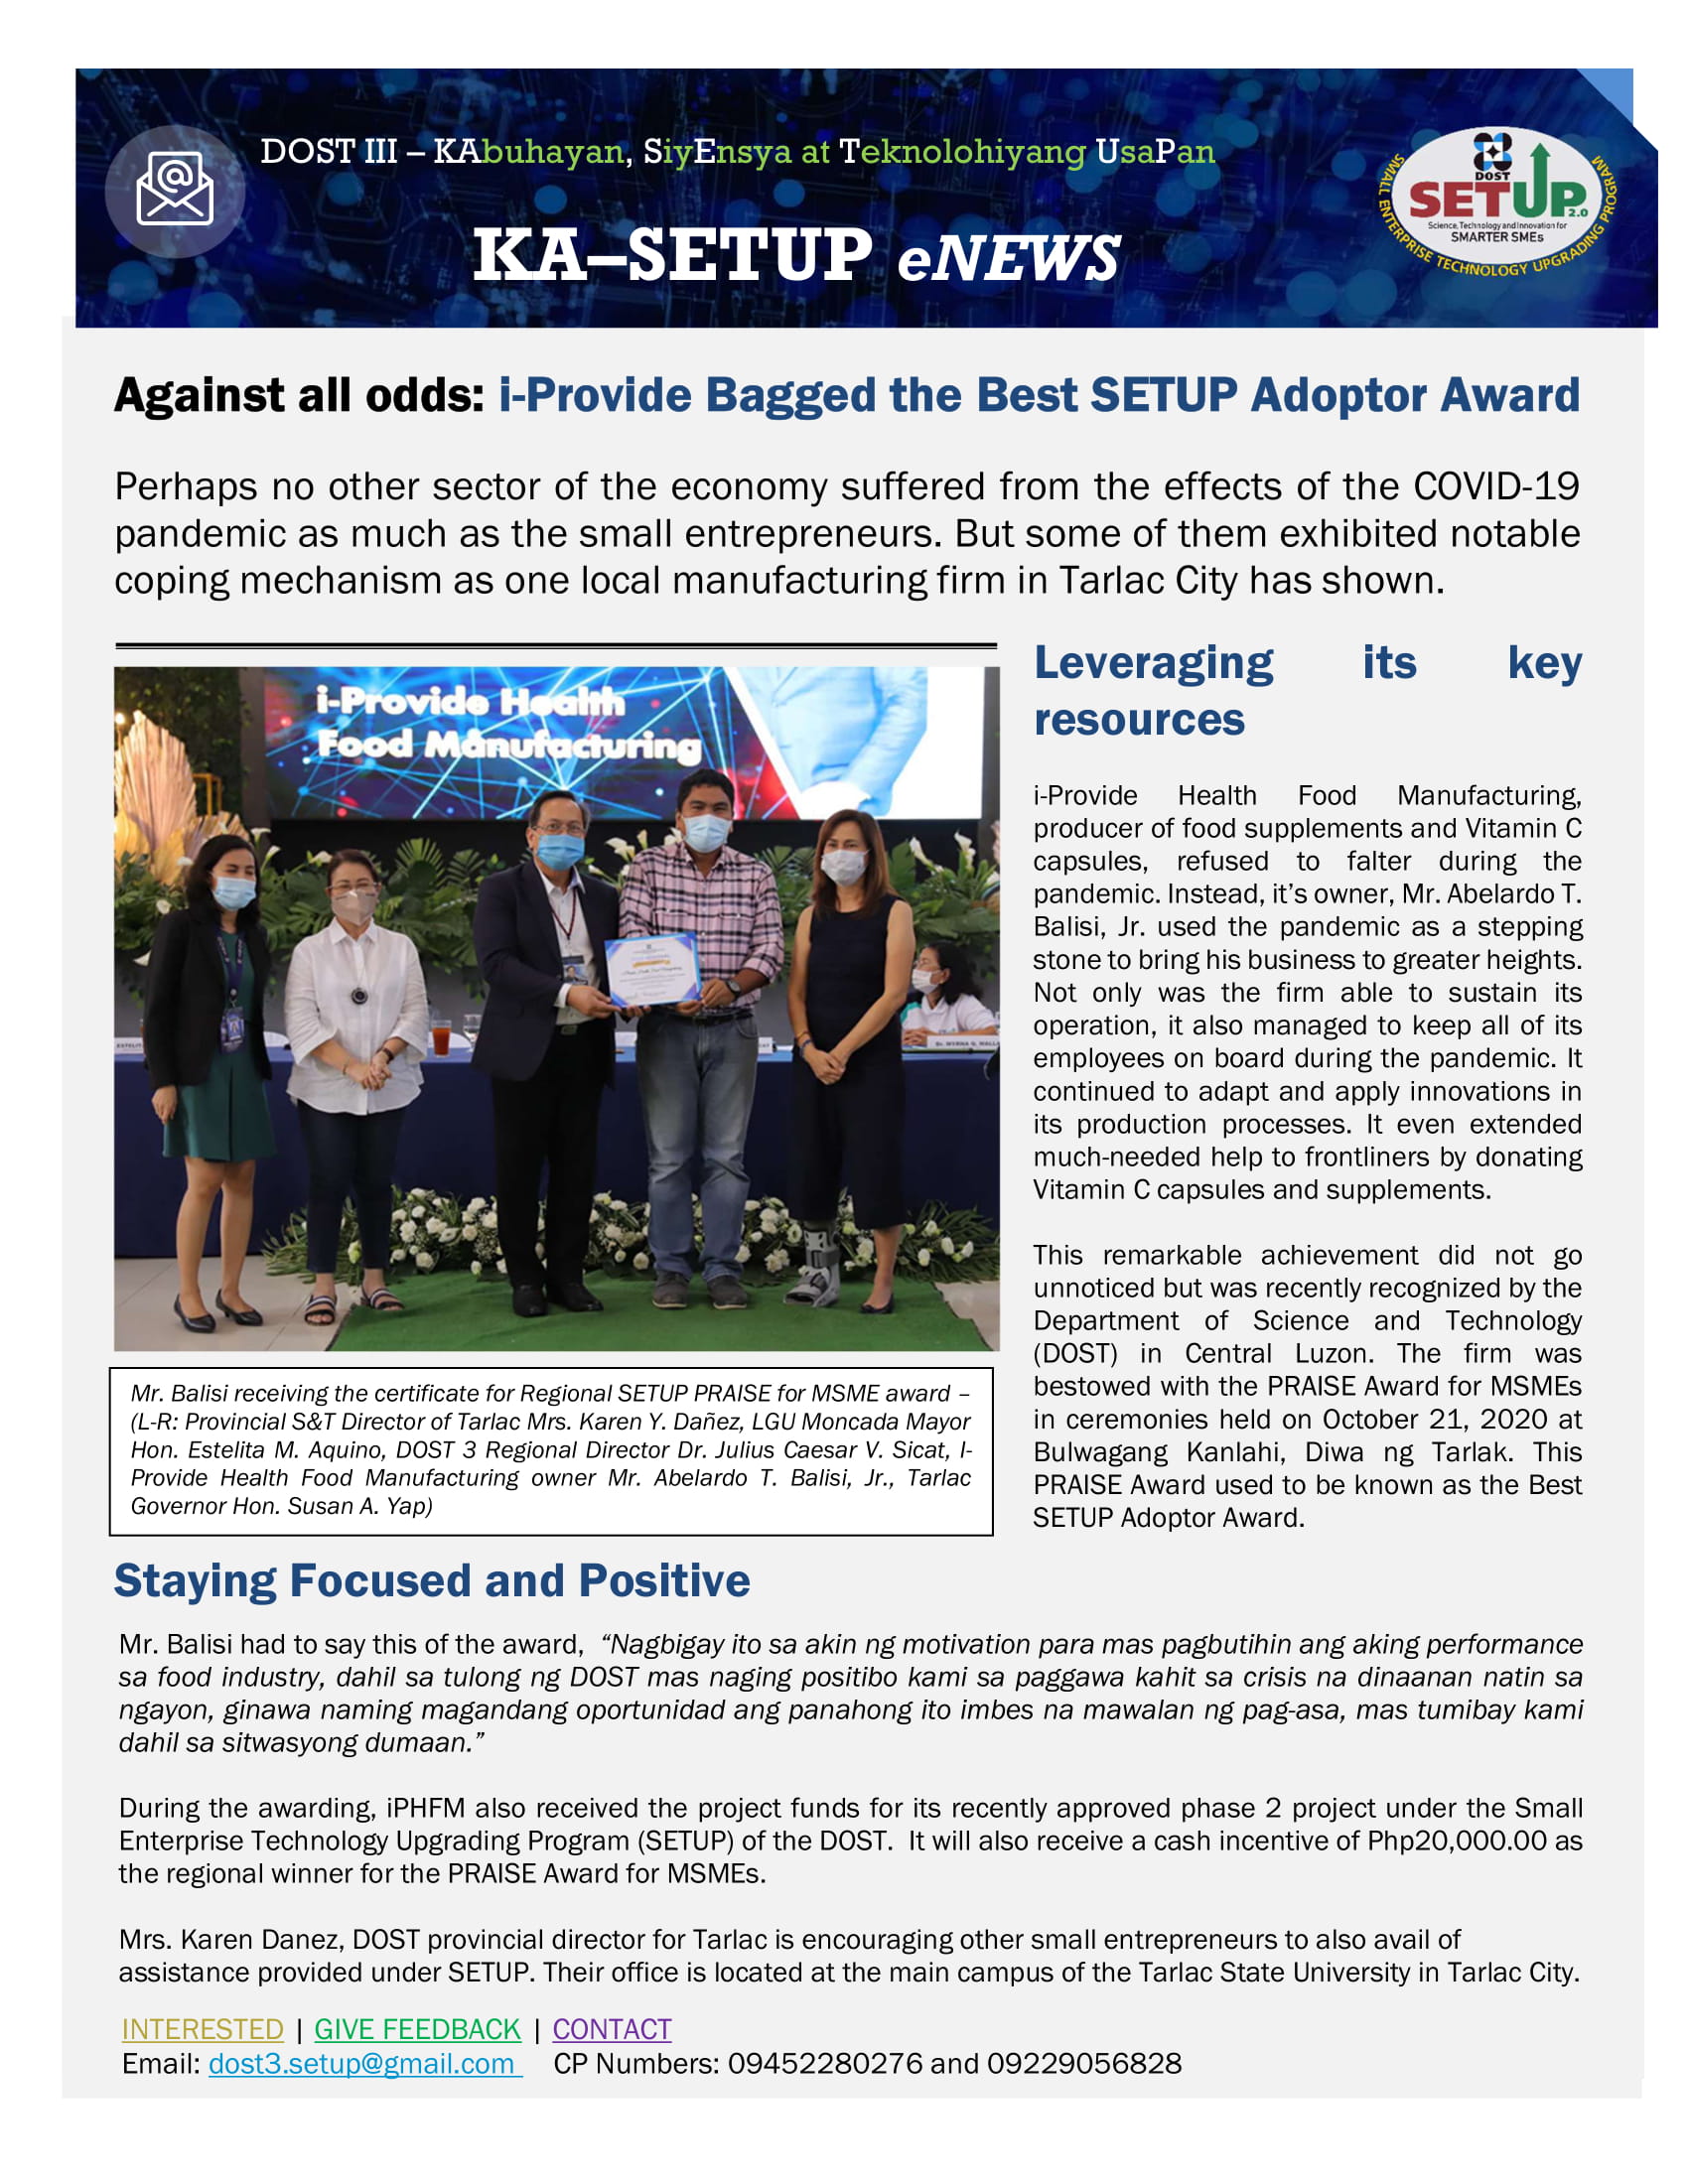 DOST III – KAbuhayan, SiyEnsya at Teknolohiyang UsaPan
KA–SETUP eNEWS
DOST
SETUP 2.0
Science, Technology and Innovation for
SMARTER SMEs
SMALL ENTERPRISE TECHNOLOGY UPGRADING PROGRAM
Against all odds: i-Provide Bagged the Best SETUP Adoptor Award
Perhaps no other sector of the economy suffered from the effects of the COVID-19
pandemic as much as the small entrepreneurs. But some of them exhibited notable
coping mechanism as one local manufacturing firm in Tarlac City has shown.
i-Provide Health
Food Manufacturing
Mr. Balisi receiving the certificate for Regional SETUP PRAISE for MSME award –
(L-R: Provincial S&T Director of Tarlac Mrs. Karen Y. Dañez, LGU Moncada Mayor
Hon. Estelita M. Aquino, DOST 3 Regional Director Dr. Julius Caesar V. Sicat, I-
Provide Health Food Manufacturing owner Mr. Abelardo T. Balisi, Jr., Tarlac
Governor Hon. Susan A. Yap)
Leveraging its key
resources
i-Provide Health Food Manufacturing,
producer of food supplements and Vitamin C
capsules, refused to falter during the
pandemic. Instead, it’s owner, Mr. Abelardo T.
Balisi, Jr. used the pandemic as a stepping
stone to bring his business to greater heights.
Not only was the firm able to sustain its
operation, it also managed to keep all of its
employees on board during the pandemic. It
continued to adapt and apply innovations in
its production processes. It even extended
much-needed help to frontliners by donating
Vitamin C capsules and supplements.
This remarkable achievement did not go
unnoticed but was recently recognized by the
Department of Science and Technology
(DOST) in Central Luzon. The firm was
bestowed with the PRAISE Award for MSMEs
in ceremonies held on October 21, 2020 at
Bulwagang Kanlahi, Diwa ng Tarlak. This
PRAISE Award used to be known as the Best
SETUP Adoptor Award.
Staying Focused and Positive
Mr. Balisi had to say this of the award, “Nagbigay ito sa akin ng motivation para mas pagbutihin ang aking performance
sa food industry, dahil sa tulong ng DOST mas naging positibo kami sa paggawa kahit sa crisis na dinaanan natin sa
ngayon, ginawa naming magandang oportunidad ang panahong ito imbes na mawalan ng pag-asa, mas tumibay kami
dahil sa sitwasyong dumaan.”
During the awarding, iPHFM also received the project funds for its recently approved phase 2 project under the Small
Enterprise Technology Upgrading Program (SETUP) of the DOST. It will also receive a cash incentive of Php20,000.00 as
the regional winner for the PRAISE Award for MSMEs.
Mrs. Karen Danez, DOST provincial director for Tarlac is encouraging other small entrepreneurs to also avail of
assistance provided under SETUP. Their office is located at the main campus of the Tarlac State University in Tarlac City.
INTERESTED | GIVE FEEDBACK | CONTACT
Email: dost3.setup@gmail.com CP Numbers: 09452280276 and 09229056828